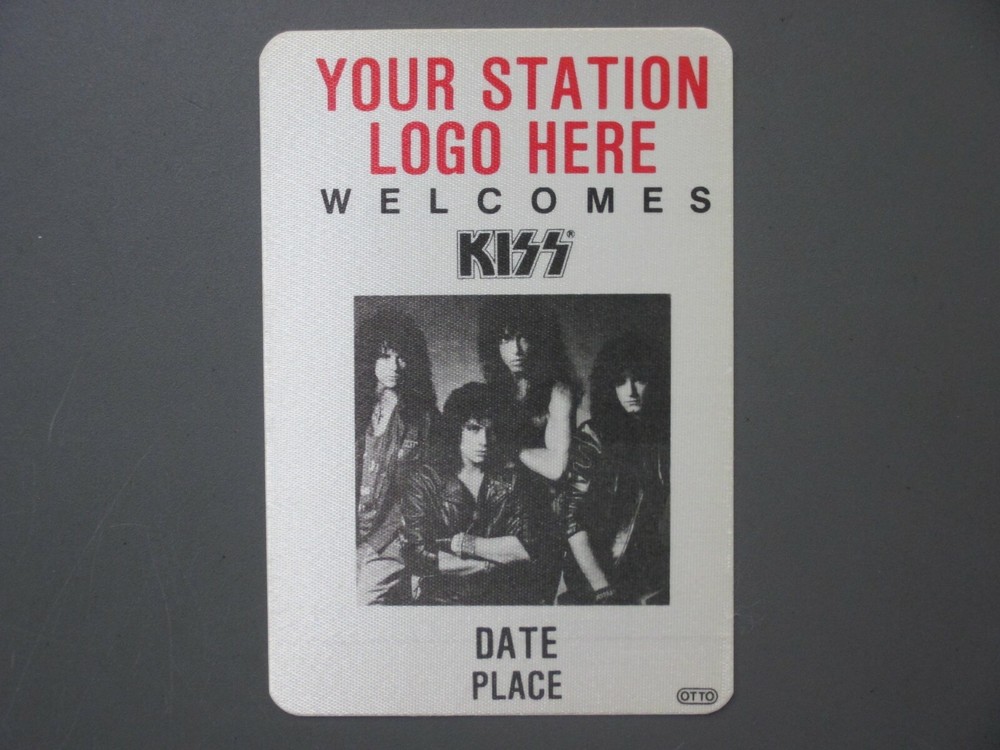 YOUR STATION
LOGO HERE
WELCOMES
KISS®
DATE
PLACE
OTTO